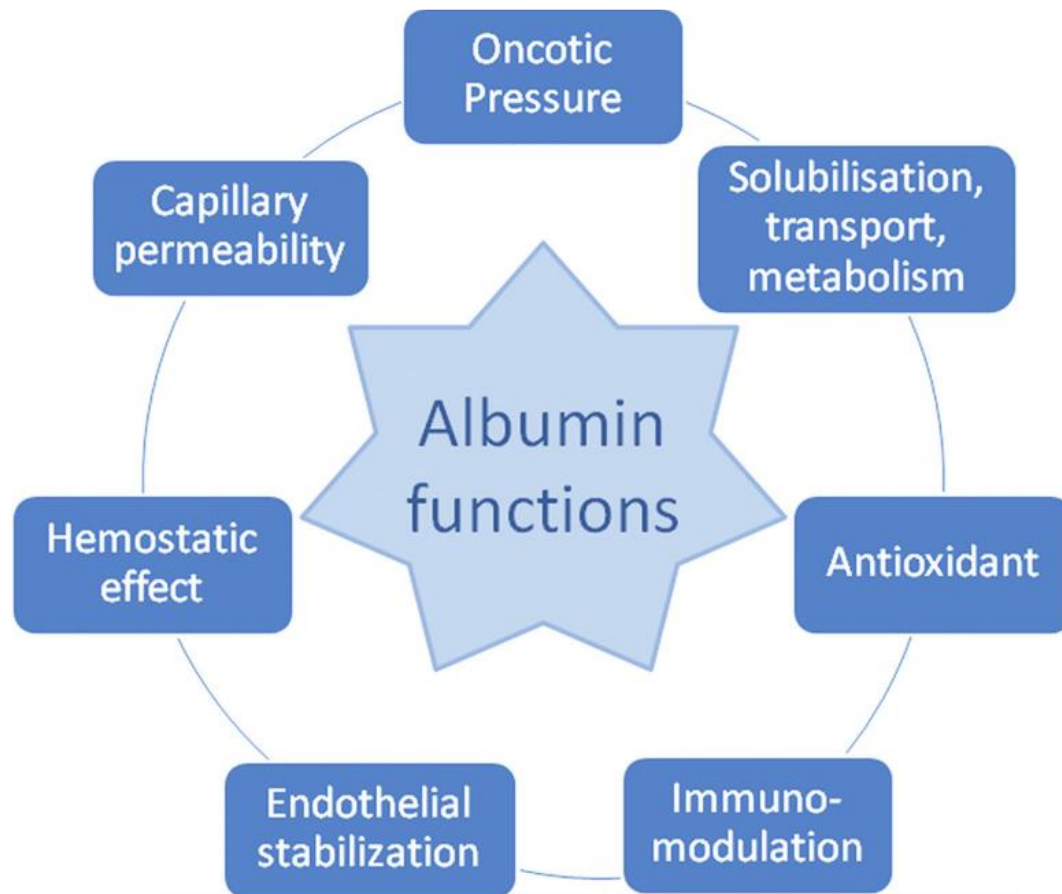 Oncotic
Pressure
Solubilisation,
transport,
metabolism
Antioxidant
Immuno-
modulation
Endothelial
stabilization
Hemostatic
effect
Capillary
permeability
Albumin
functions